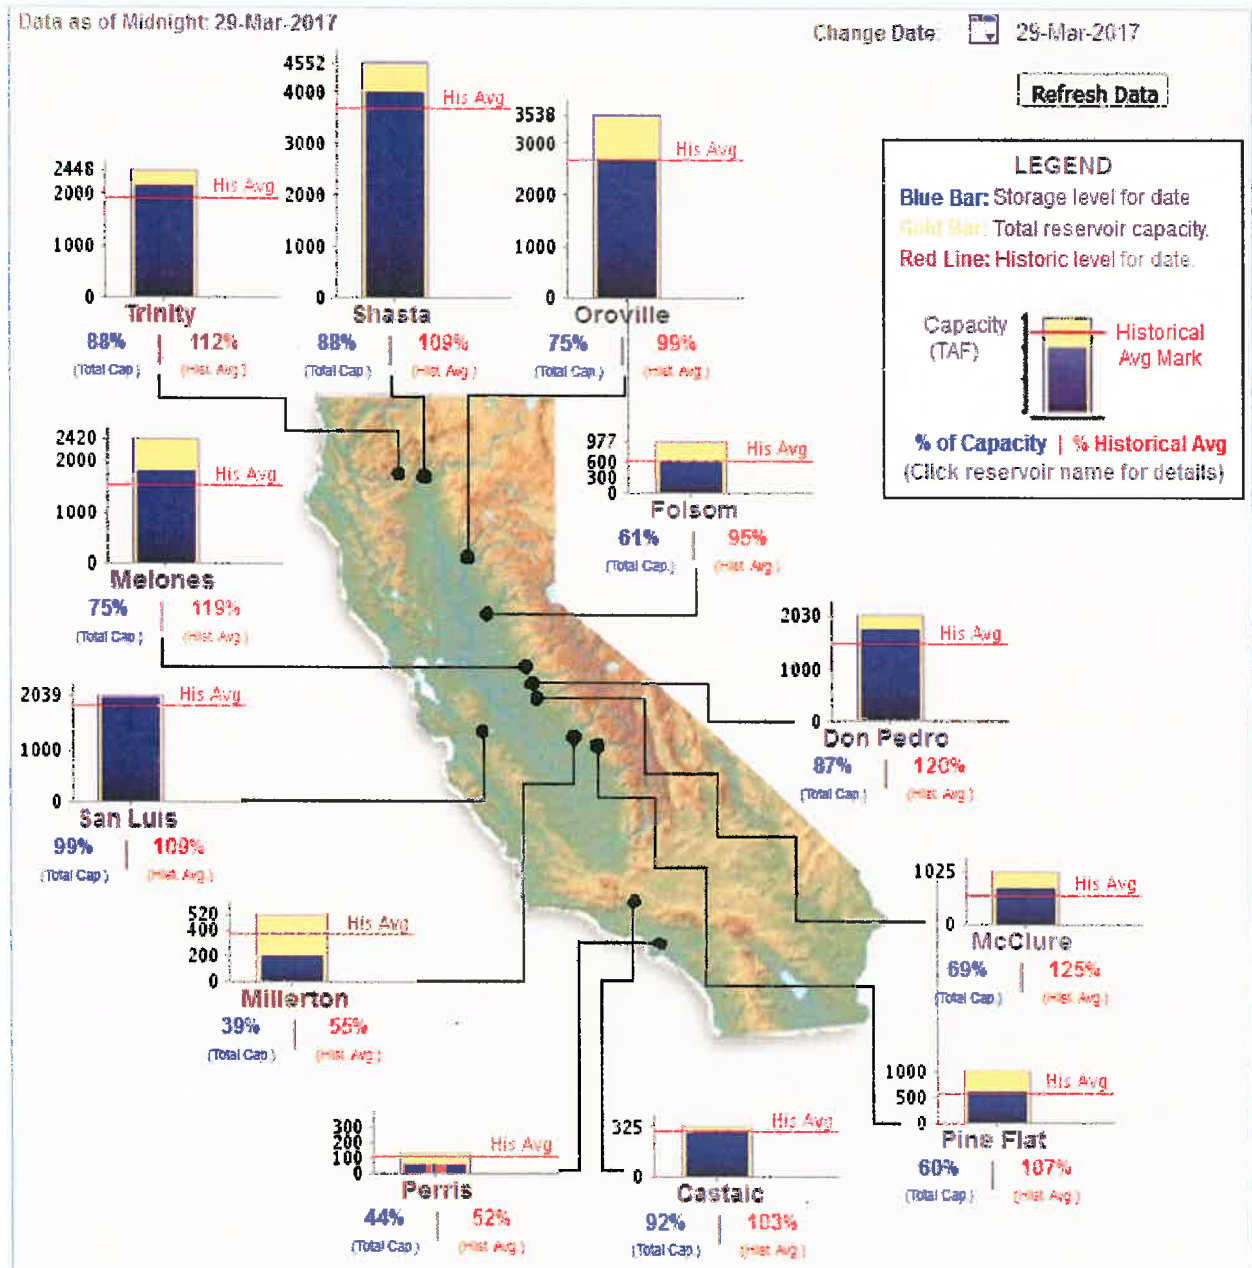 Data as of Midnight: 29-Mar-2017
Change Date: 29-Mar-2017
Refresh Data
4552
4000
3000
2000
1000
0
His Avg
Shasta
88% | 109%
(Total Cap.) (Hist. Avg.)
3538
3000
2000
1000
0
His Avg
Oroville
75% | 99%
(Total Cap.) (Hist. Avg.)
2448
2000
1000
0
His Avg
Trinity
88% | 112%
(Total Cap.) (Hist. Avg.)
LEGEND
Blue Bar: Storage level for date
Gold Bar: Total reservoir capacity.
Red Line: Historic level for date.
Capacity
(TAF)
Historical
Avg Mark
% of Capacity | % Historical Avg
(Click reservoir name for details)
2420
2000
1000
0
His Avg
Melones
75% | 119%
(Total Cap.) (Hist. Avg.)
977
600
300
0
His Avg
Folsom
61% | 95%
(Total Cap.) (Hist. Avg.)
2030
1000
0
His Avg
Don Pedro
87% | 120%
(Total Cap.) (Hist. Avg.)
2039
1000
0
His Avg
San Luis
99% | 109%
(Total Cap.) (Hist. Avg.)
1025
0
His Avg
McClure
69% | 125%
(Total Cap.) (Hist. Avg.)
520
400
200
0
His Avg
Millerton
39% | 55%
(Total Cap.) (Hist. Avg.)
1000
500
0
His Avg
Pine Flat
60% | 107%
(Total Cap.) (Hist. Avg.)
300
200
100
0
His Avg
Perris
44% | 52%
(Total Cap.) (Hist. Avg.)
325
0
His Avg
Castaic
92% | 103%
(Total Cap.) (Hist. Avg.)